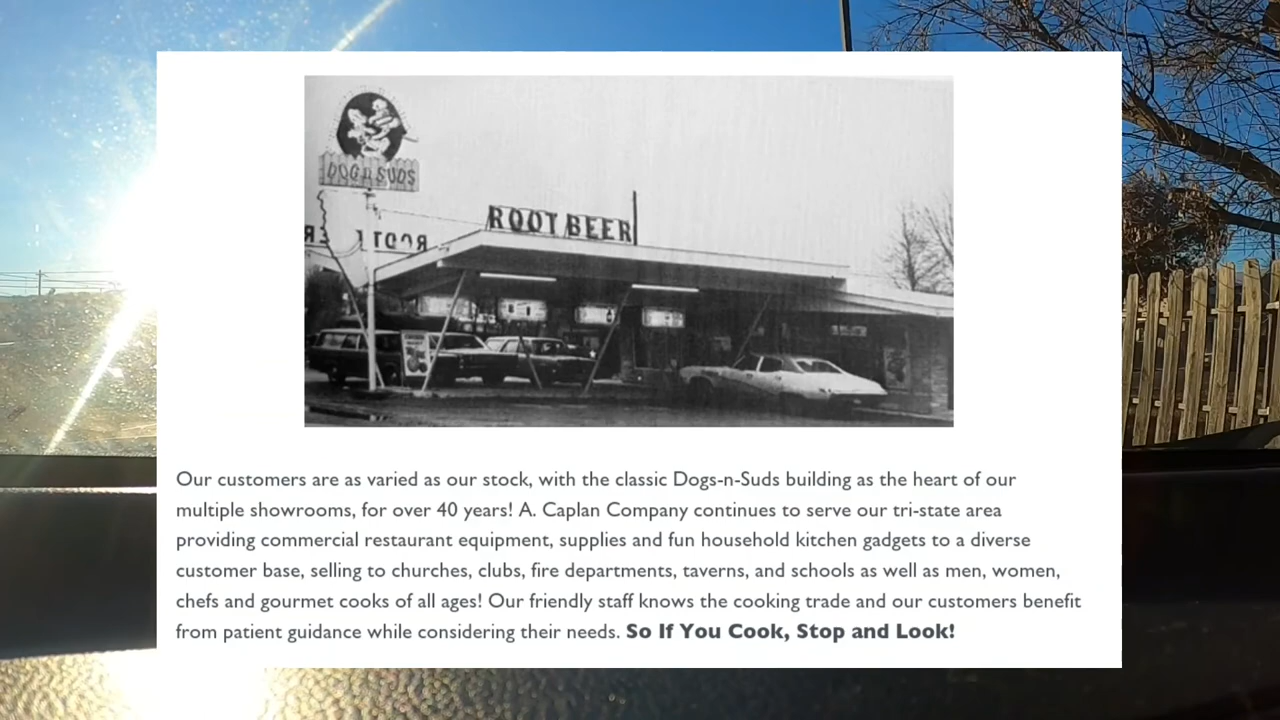 DOG n SUDS
ROOT BEER
Our customers are as varied as our stock, with the classic Dogs-n-Suds building as the heart of our
multiple showrooms, for over 40 years! A. Caplan Company continues to serve our tri-state area
providing commercial restaurant equipment, supplies and fun household kitchen gadgets to a diverse
customer base, selling to churches, clubs, fire departments, taverns, and schools as well as men, women,
chefs and gourmet cooks of all ages! Our friendly staff knows the cooking trade and our customers benefit
from patient guidance while considering their needs. So If You Cook, Stop and Look!